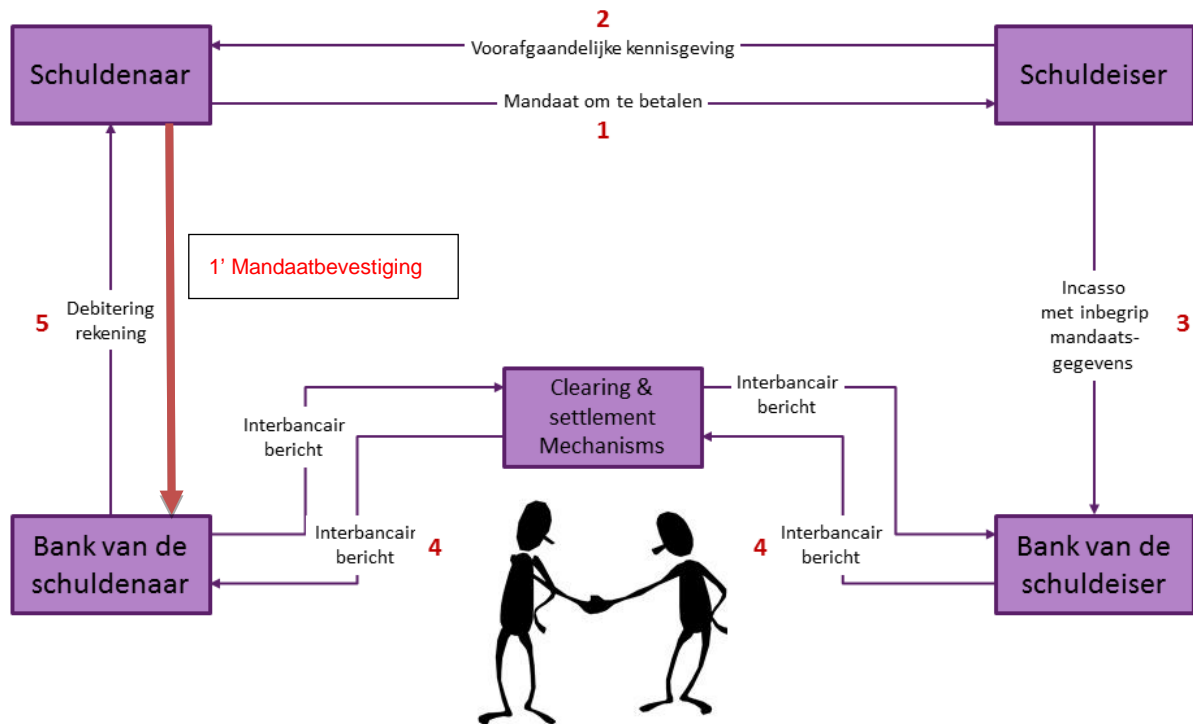 2
Voorafgaandelijke kennisgeving
Schuldenaar
Schuldeiser
Mandaat om te betalen
1
1’ Mandaatbevestiging
5
Debitering
rekening
Incasso
met inbegrip
mandaats-
gegevens
3
Clearing &
settlement
Mechanisms
Interbancair
bericht
Interbancair
bericht
Interbancair
bericht
4
4
Interbancair
bericht
Bank van de
schuldenaar
Bank van de
schuldeiser